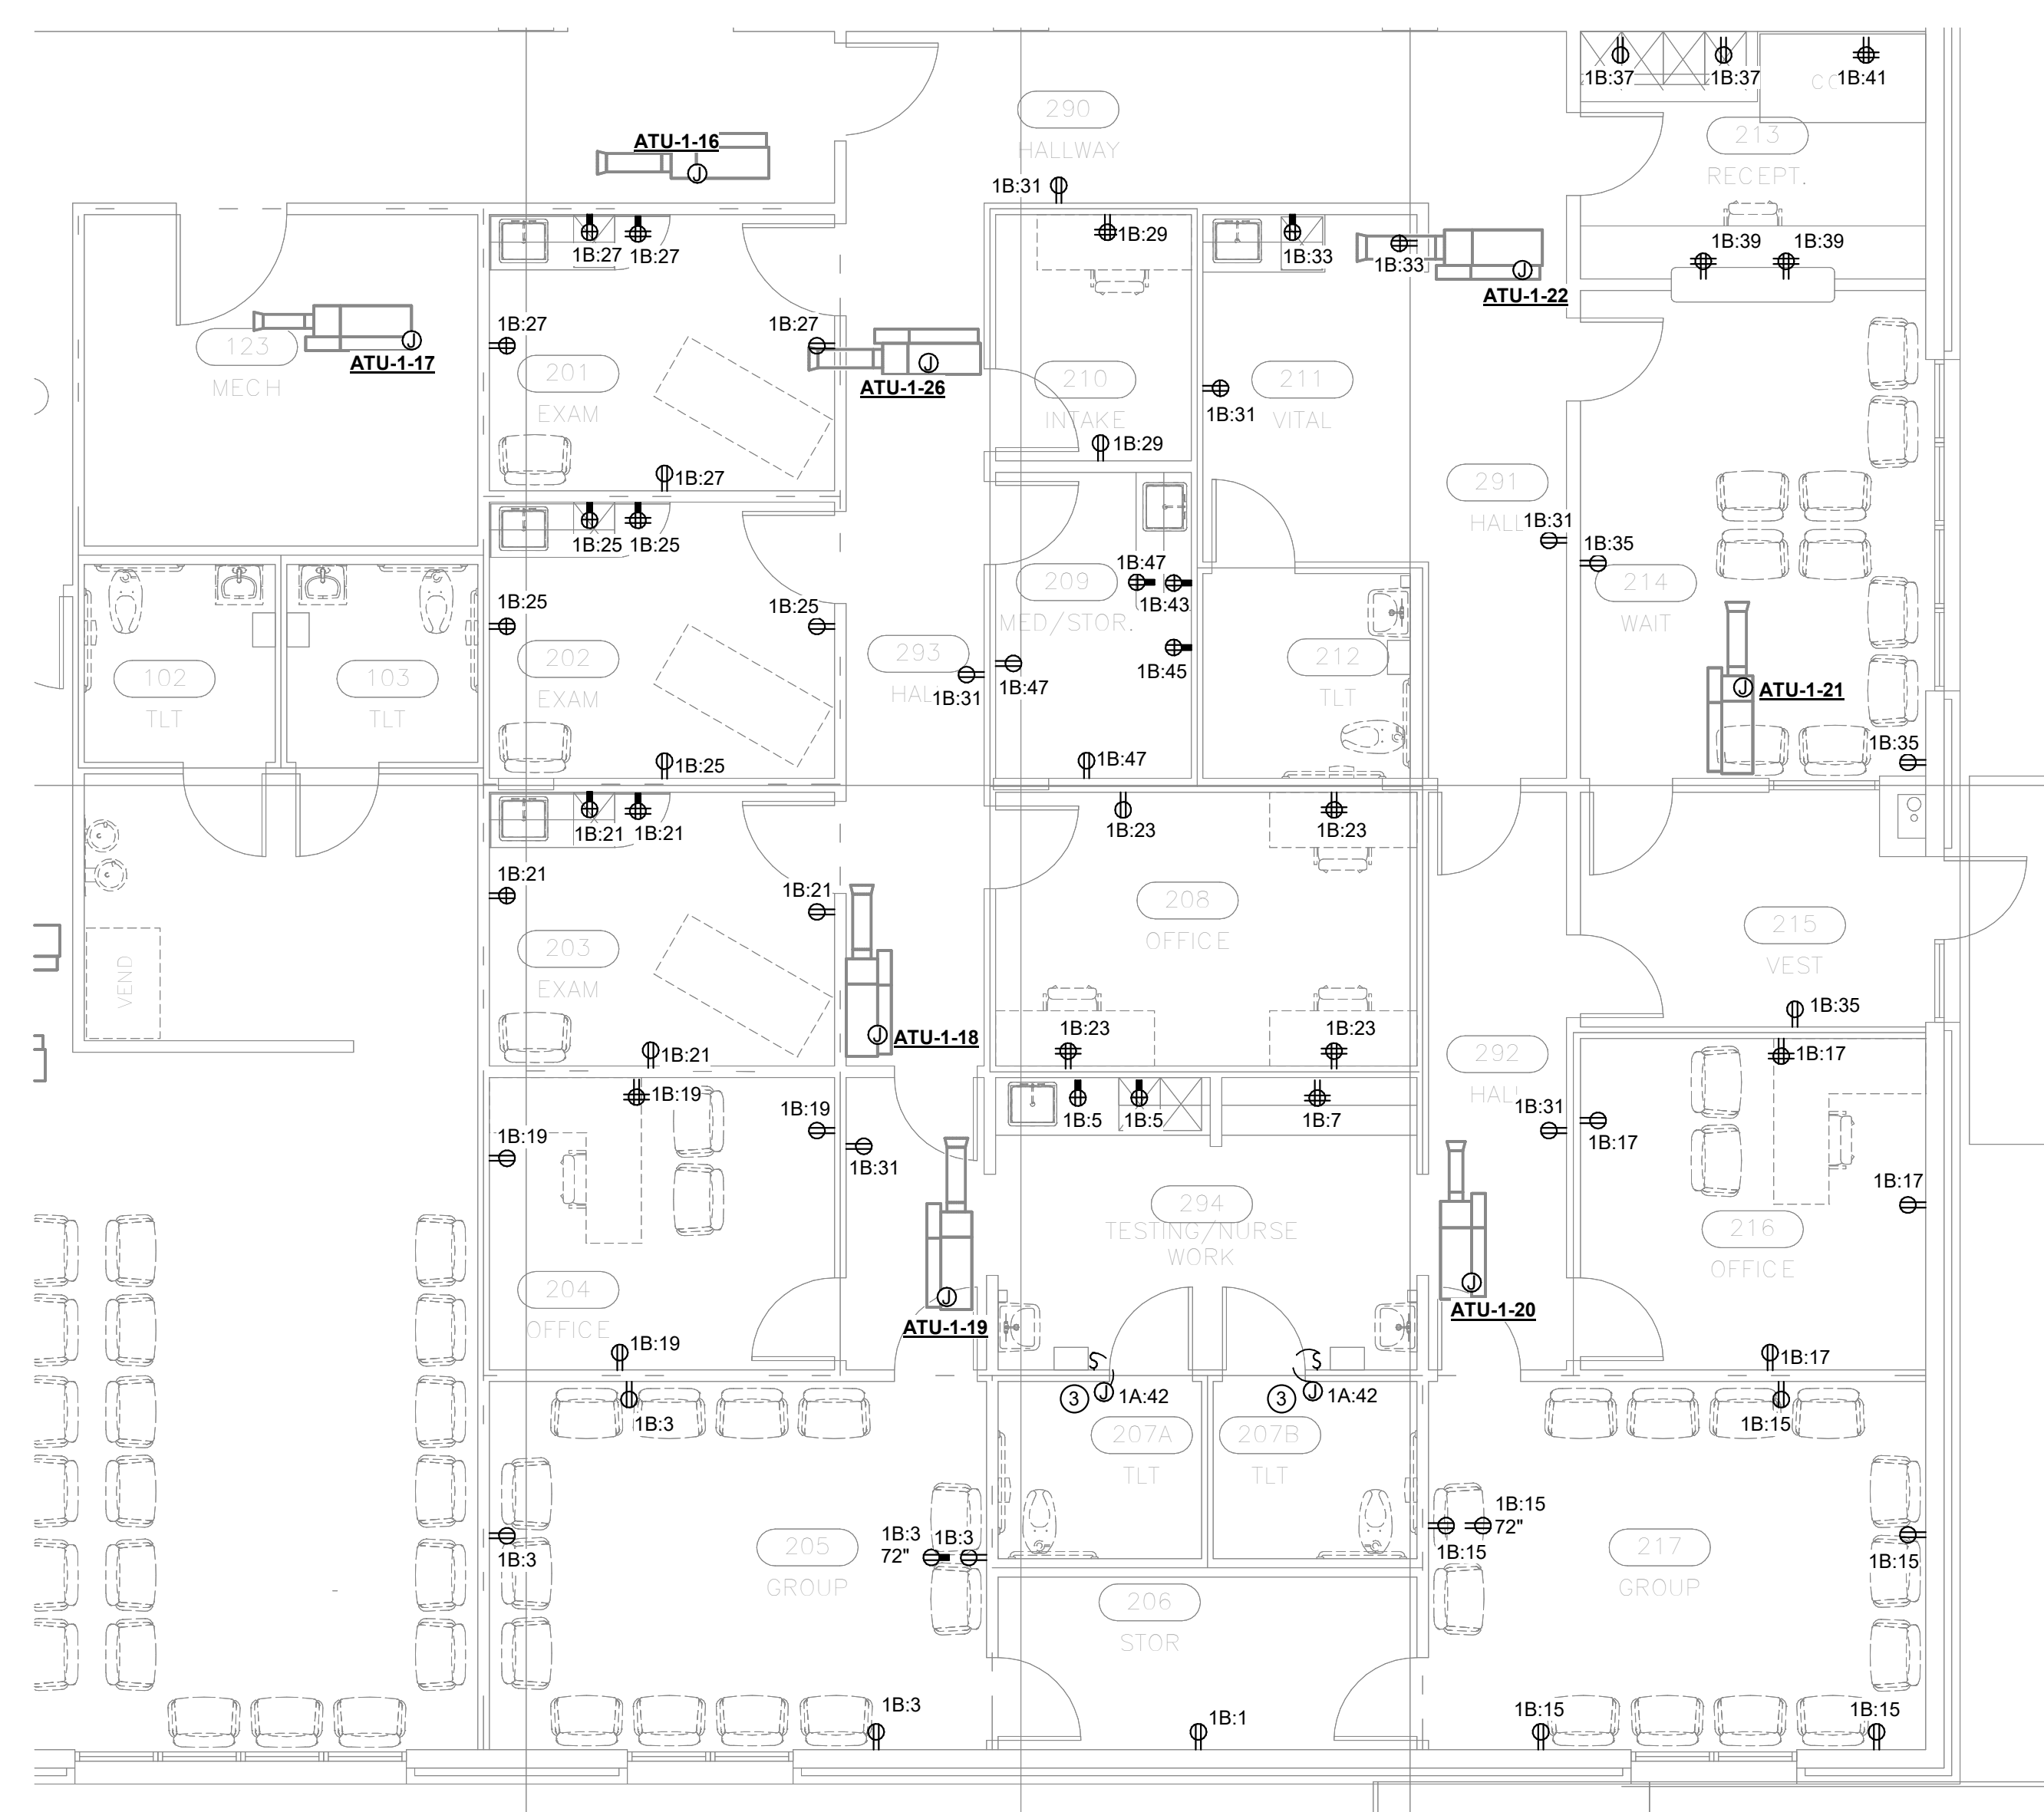 1B:37
1B:37
CO
1B:41
290
HALLWAY
213
RECEPT.
ATU-1-16
1B:31
1B:29
1B:27
1B:27
1B:33
1B:33
1B:39
1B:39
ATU-1-22
1B:27
1B:27
123
MECH
ATU-1-17
201
EXAM
ATU-1-26
210
INTAKE
211
VITAL
1B:31
1B:29
1B:27
291
HALL
1B:31
1B:25
1B:25
1B:35
1B:47
1B:43
209
MED/STOR.
214
WAIT
1B:25
1B:25
202
EXAM
293
HAL
1B:31
1B:47
1B:45
212
TLT
102
TLT
103
TLT
ATU-1-21
1B:35
1B:25
1B:47
1B:21
1B:21
1B:23
1B:23
1B:21
1B:21
208
OFFICE
215
VEST
203
EXAM
VEND
1B:35
1B:23
1B:23
ATU-1-18
1B:21
292
HAL
1B:17
1B:19
1B:5
1B:5
1B:7
1B:19
1B:19
1B:31
1B:31
1B:17
1B:17
294
TESTING/NURSE
WORK
216
OFFICE
204
OFFICE
ATU-1-19
ATU-1-20
1B:19
1B:17
S
S
3
J
1A:42
3
J
1A:42
1B:3
1B:15
207A
TLT
207B
TLT
1B:3
72"
1B:3
1B:15
72"
1B:15
1B:3
1B:15
205
GROUP
217
GROUP
206
STOR
1B:3
1B:1
1B:15
1B:15